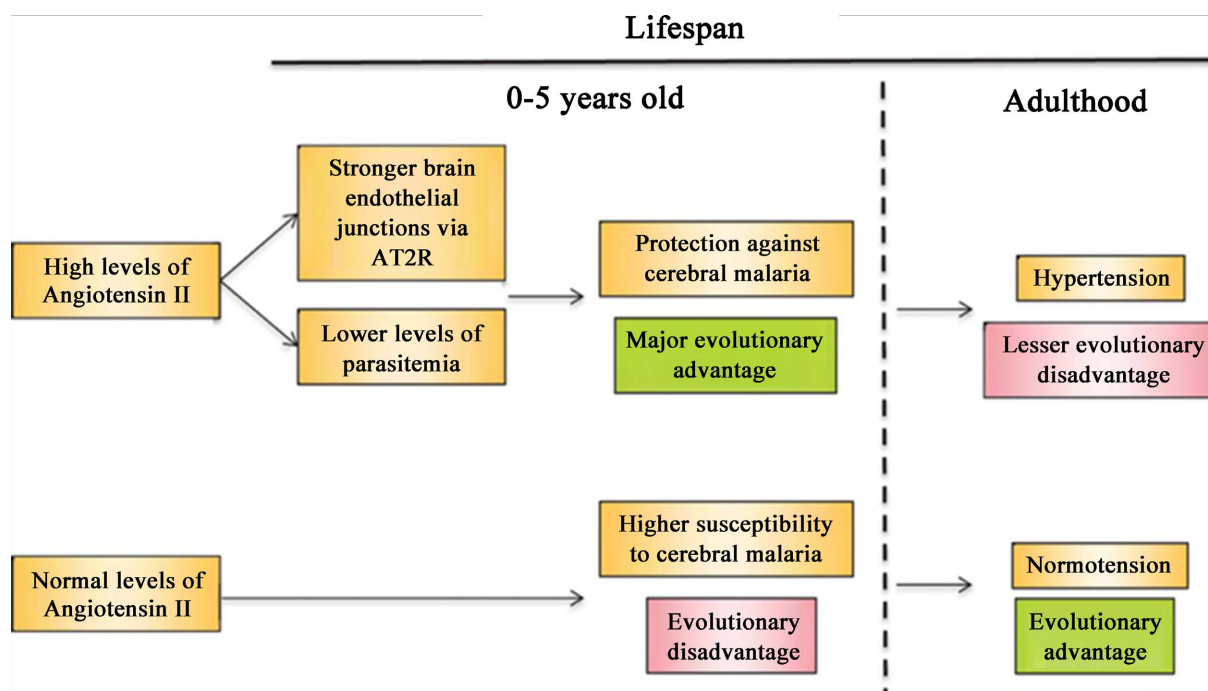 Lifespan
0-5 years old
Adulthood
Stronger brain
endothelial
junctions via
AT2R
High levels of
Angiotensin II
Lower levels of
parasitemia
Protection against
cerebral malaria
Major evolutionary
advantage
Hypertension
Lesser evolutionary
disadvantage
Normal levels of
Angiotensin II
Higher susceptibility
to cerebral malaria
Evolutionary
disadvantage
Normotension
Evolutionary
advantage